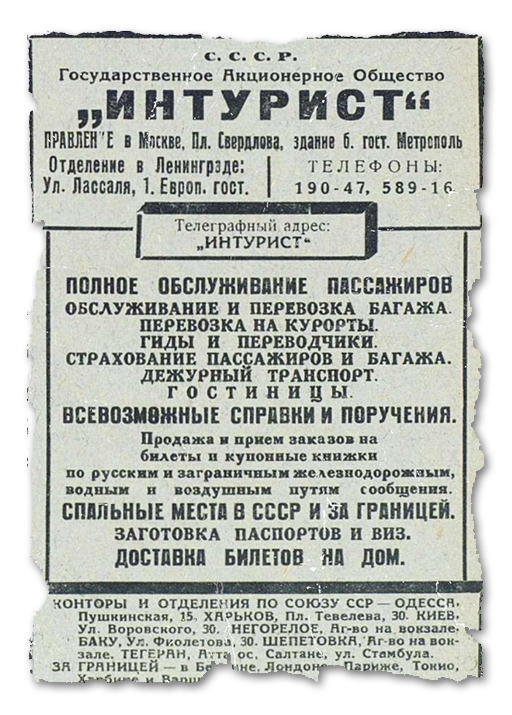 С. С. С. Р.
Государственное Акционерное Общество
„ИНТУРИСТ“
ПРАВЛЕН'Е в Москве, Пл. Свердлова, здание б. гост. Метрополь
Отделение в Ленинграде:
Ул. Лассаля, 1. Европ. гост.
ТЕЛЕФОНЫ:
190-47, 589-16
Телеграфный адрес:
„ИНТУРИСТ“
ПОЛНОЕ ОБСЛУЖИВАНИЕ ПАССАЖИРОВ
ОБСЛУЖИВАНИЕ И ПЕРЕВОЗКА БАГАЖА.
ПЕРЕВОЗКА НА КУРОРТЫ.
ГИДЫ И ПЕРЕВОДЧИКИ.
СТРАХОВАНИЕ ПАССАЖИРОВ И БАГАЖА.
ДЕЖУРНЫЙ ТРАНСПОРТ.
ГОСТИНИЦЫ.
ВСЕВОЗМОЖНЫЕ СПРАВКИ И ПОРУЧЕНИЯ.
Продажа и прием заказов на
билеты и купонные книжки
по русским и заграничным железнодорожным,
водным и воздушным путям сообщения.
СПАЛЬНЫЕ МЕСТА В СССР И ЗА ГРАНИЦЕЙ.
ЗАГОТОВКА ПАСПОРТОВ И ВИЗ.
ДОСТАВКА БИЛЕТОВ НА ДОМ.
КОНТОРЫ И ОТДЕЛЕНИЯ ПО СОЮЗУ ССР — ОДЕССА,
Пушкинская, 15. ХАРЬКОВ, Пл. Тевелева, 30. КИЕВ,
Ул. Воровского, 30. НЕГОРЕЛОЕ, Аг-во на вокзале.
БАКУ, Ул. Фиолетова, 30. ШЕПЕТОВКА, Аг-во на вок-
зале. ТЕГЕРАН, Салтане, ул. Стамбула.
ЗА ГРАНИЦЕЙ — в Лондоне, Париже, Токио,
Харбине и